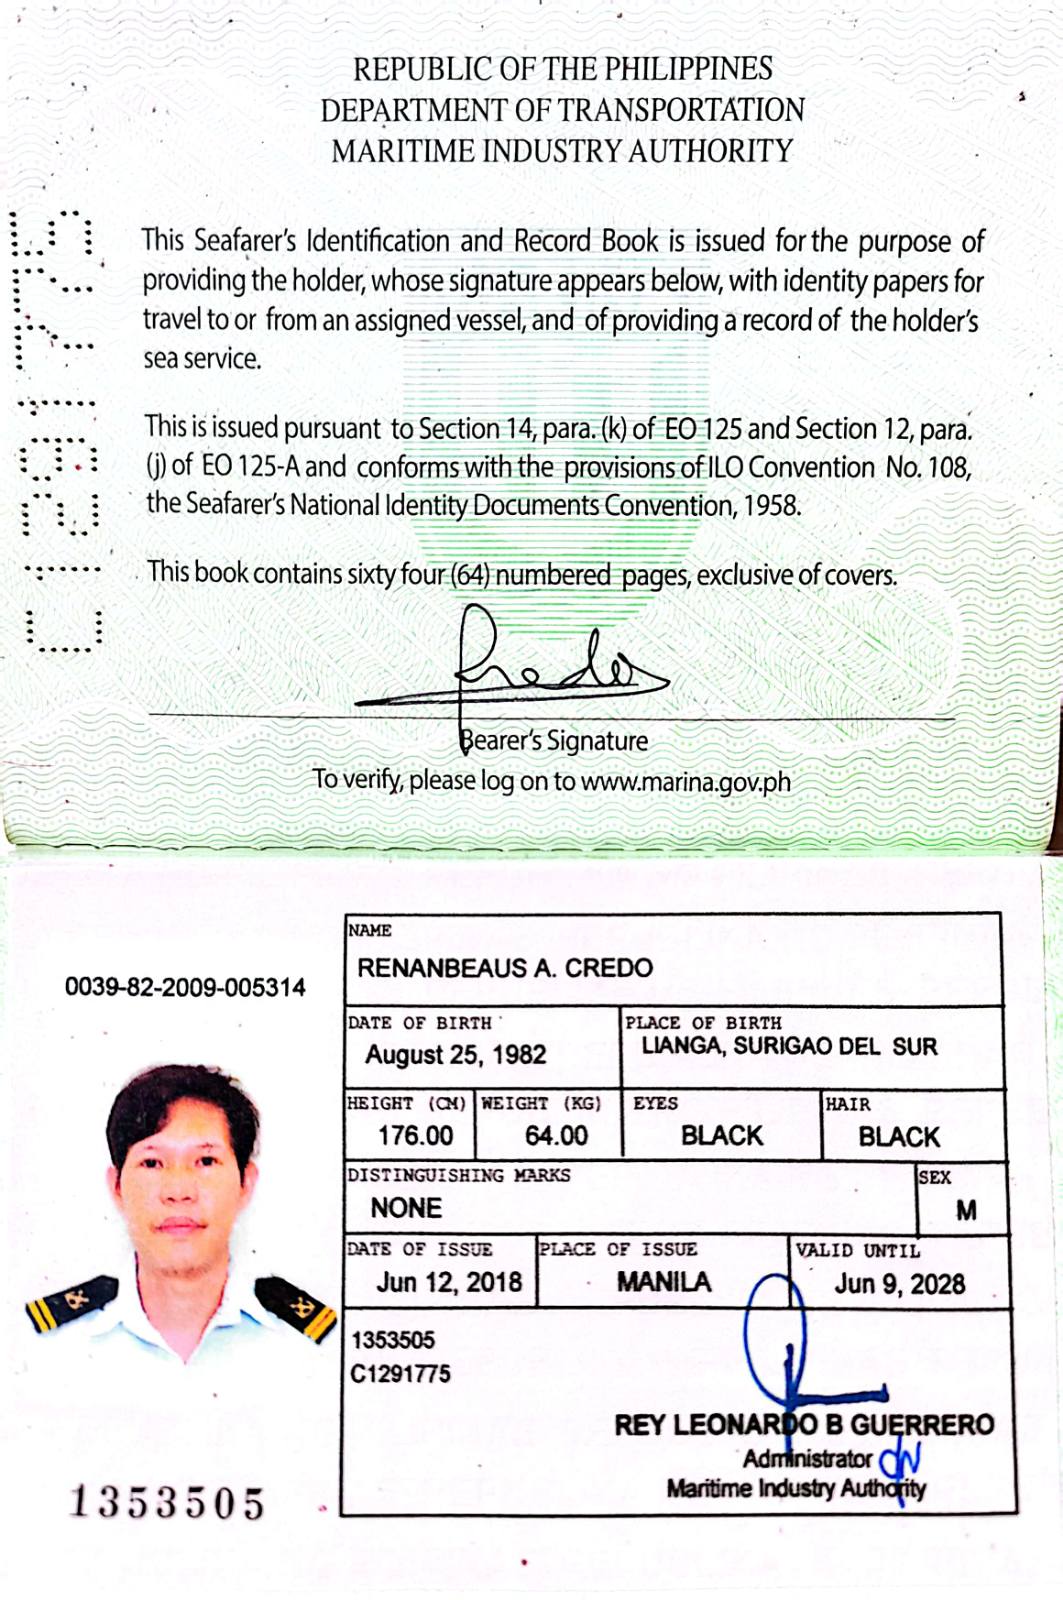 REPUBLIC OF THE PHILIPPINES
DEPARTMENT OF TRANSPORTATION
MARITIME INDUSTRY AUTHORITY
C1291775
This Seafarer's Identification and Record Book is issued for the purpose of
providing the holder, whose signature appears below, with identity papers for
travel to or from an assigned vessel, and of providing a record of the holder's
sea service.
This is issued pursuant to Section 14, para. (k) of EO 125 and Section 12, para.
(j) of EO 125-A and conforms with the provisions of ILO Convention No. 108,
the Seafarer's National Identity Documents Convention, 1958.
This book contains sixty four (64) numbered pages, exclusive of covers.
Credo
Bearer's Signature
To verify, please log on to www.marina.gov.ph
0039-82-2009-005314
NAME
RENANBEAUS A. CREDO
DATE OF BIRTH PLACE OF BIRTH
August 25, 1982 LIANGA, SURIGAO DEL SUR
HEIGHT (CM) WEIGHT (KG) EYES HAIR
176.00 64.00 BLACK BLACK
DISTINGUISHING MARKS SEX
NONE M
DATE OF ISSUE PLACE OF ISSUE VALID UNTIL
Jun 12, 2018 MANILA Jun 9, 2028
1353505
C1291775
REY LEONARDO B GUERRERO
Administrator
Maritime Industry Authority
1353505